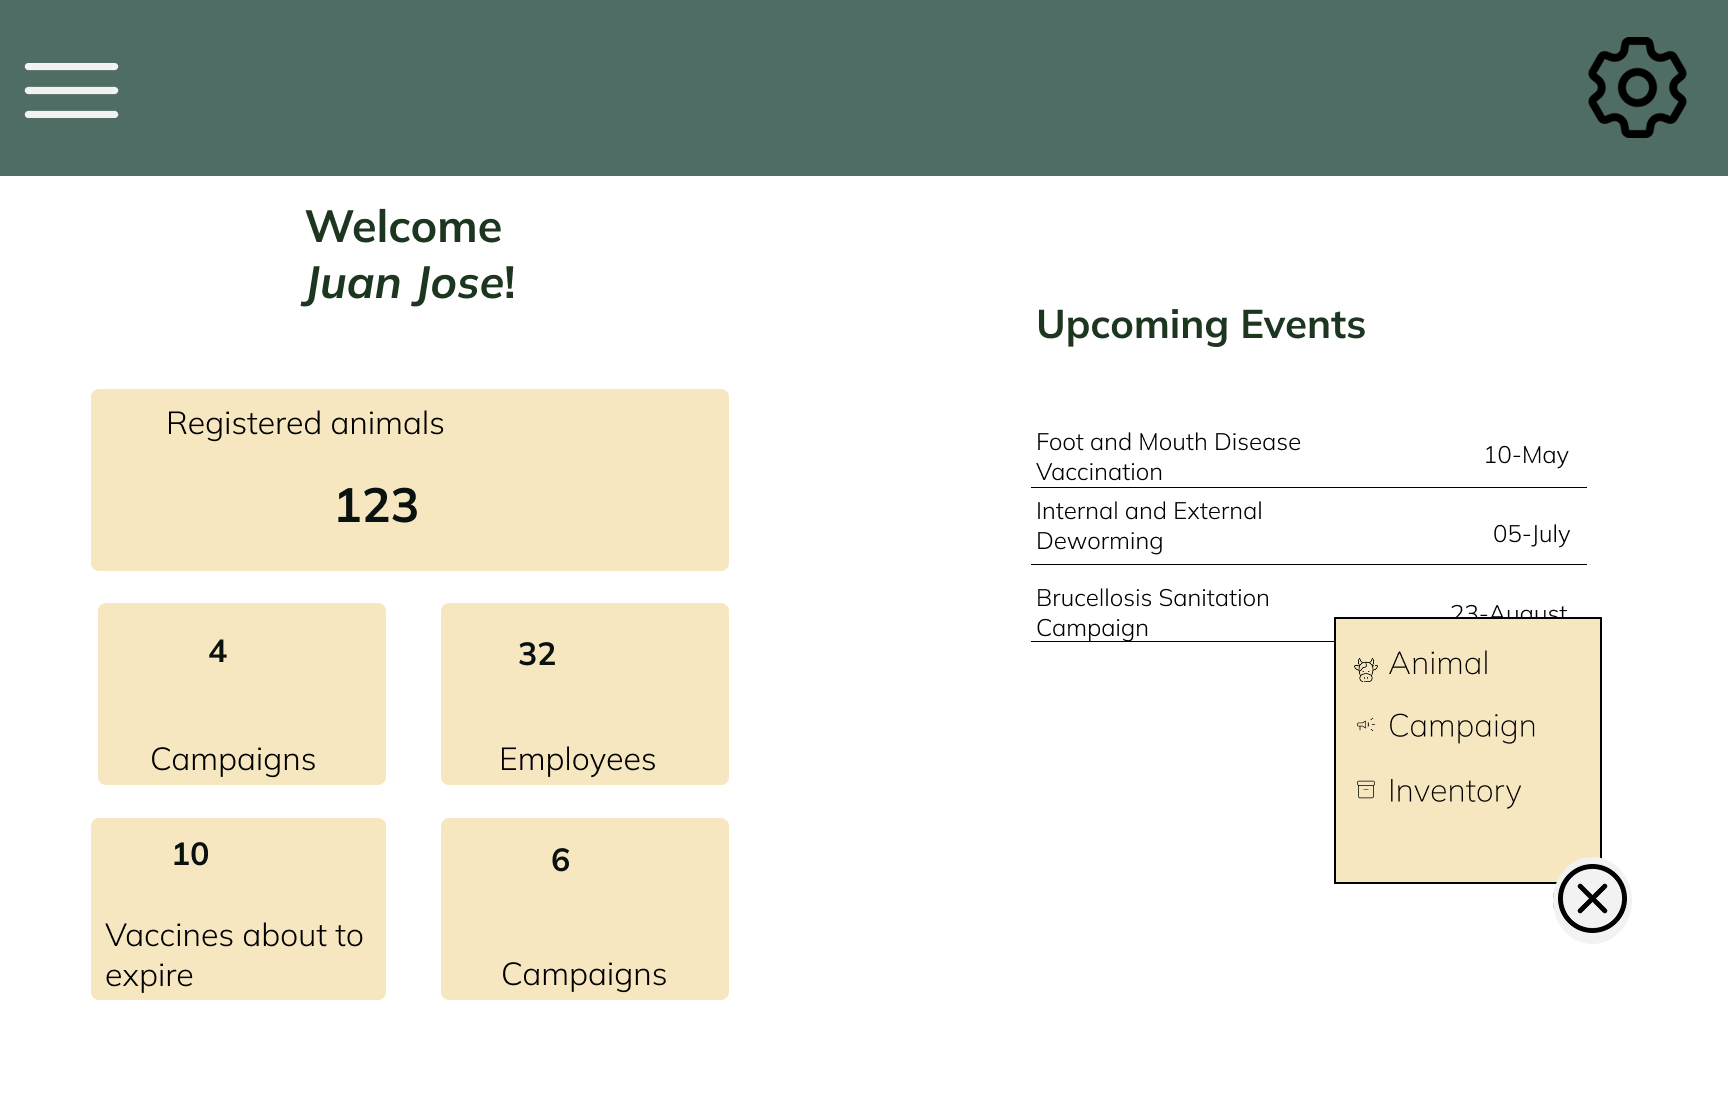 Welcome
Juan Jose!
Registered animals
123
4
Campaigns
32
Employees
10
Vaccines about to
expire
6
Campaigns
Upcoming Events
Foot and Mouth Disease
Vaccination
10-May
Internal and External
Deworming
05-July
Brucellosis Sanitation
Campaign
23-August
Animal
Campaign
Inventory